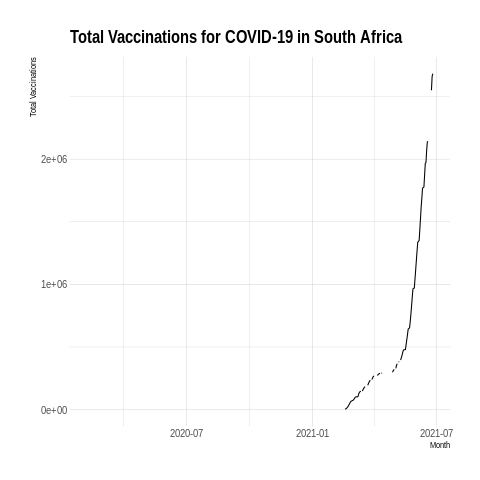 Total Vaccinations for COVID-19 in South Africa
Total Vaccinations
2e+06
1e+06
0e+00
2020-07
2021-01
2021-07
Month